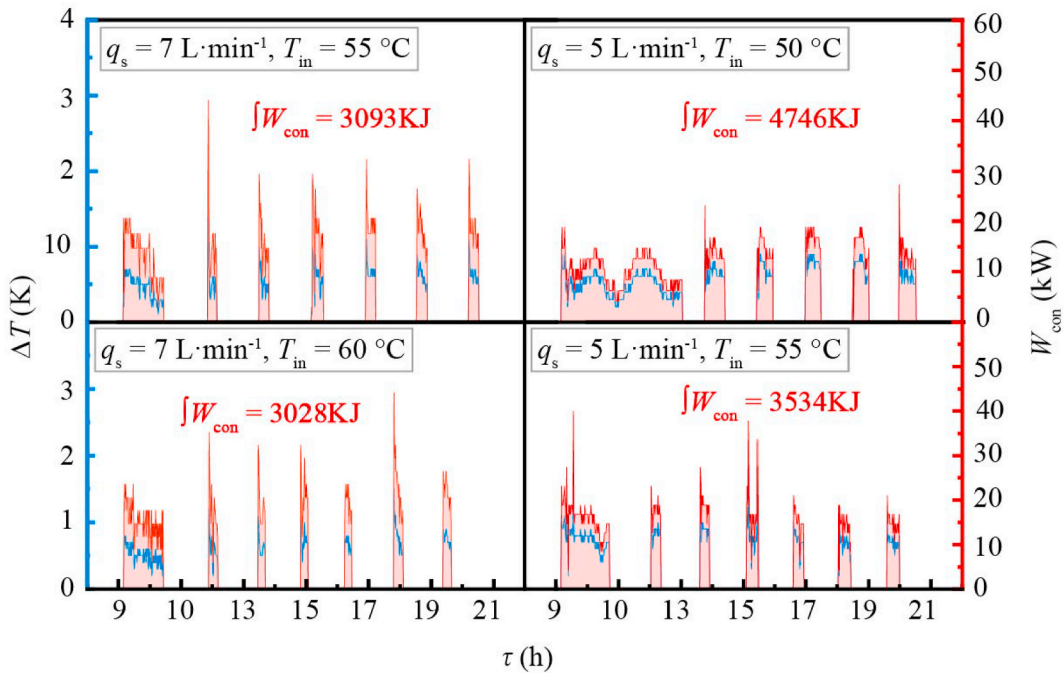 4
3
2
10
0
3
2
1
0
ΔT (K)
q_s = 7 L·min⁻¹, T_in = 55 °C
∫W_con = 3093KJ
q_s = 5 L·min⁻¹, T_in = 50 °C
∫W_con = 4746KJ
q_s = 7 L·min⁻¹, T_in = 60 °C
∫W_con = 3028KJ
q_s = 5 L·min⁻¹, T_in = 55 °C
∫W_con = 3534KJ
60
50
40
30
20
10
0
50
40
30
20
10
0
W_con (kW)
9 10 13 15 17 19 21 9 10 13 15 17 19 21
τ (h)